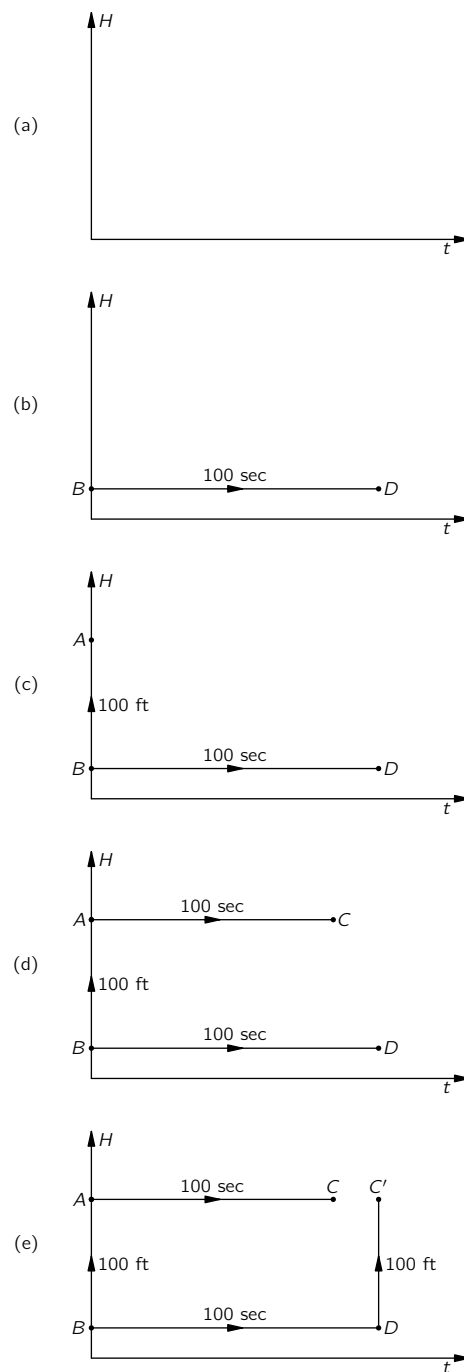 H
(a)
t
H
(b)
100 sec
B D
t
H
A
(c)
100 ft
100 sec
B D
t
H
100 sec
A C
(d)
100 ft
100 sec
B D
t
H
100 sec C C′
A
(e)
100 ft 100 ft
100 sec
B D
t